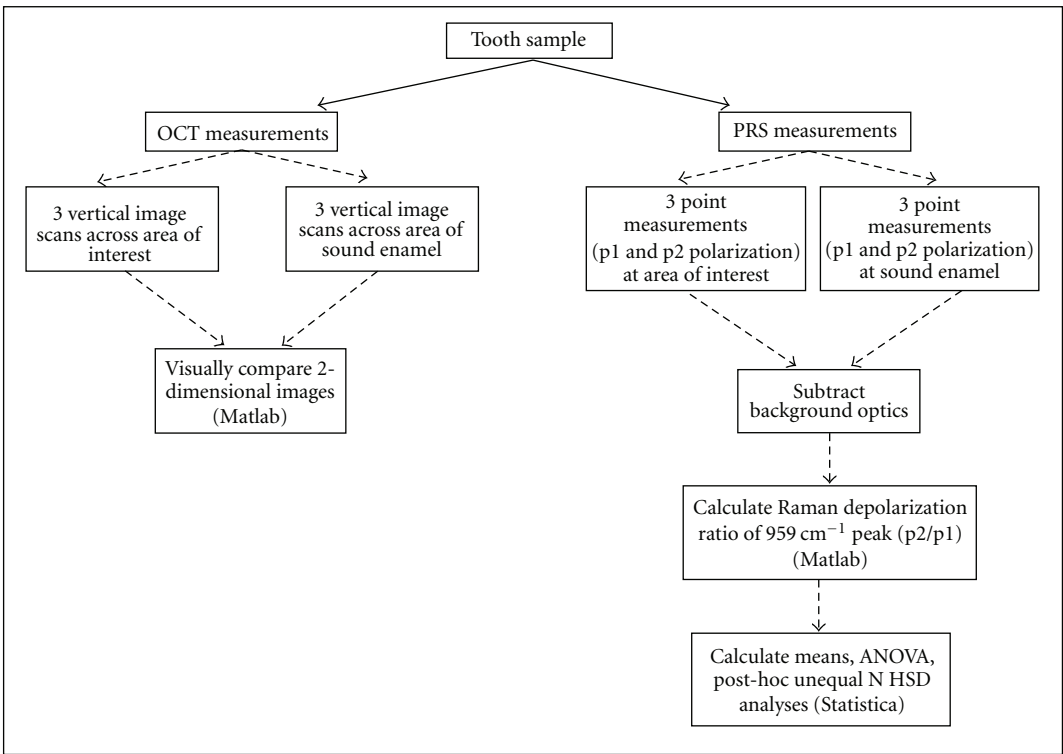 Tooth sample
OCT measurements
PRS measurements
3 vertical image
scans across area of
interest
3 vertical image
scans across area of
sound enamel
3 point
measurements
(p1 and p2 polarization)
at area of interest
3 point
measurements
(p1 and p2 polarization)
at sound enamel
Visually compare 2-
dimensional images
(Matlab)
Subtract
background optics
Calculate Raman depolarization
ratio of 959 cm⁻¹ peak (p2/p1)
(Matlab)
Calculate means, ANOVA,
post-hoc unequal N HSD
analyses (Statistica)